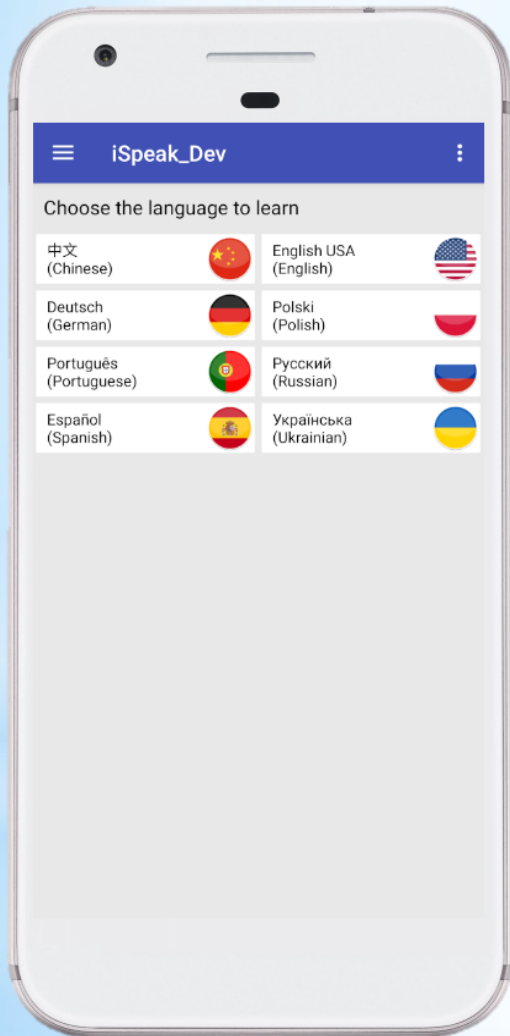 iSpeak_Dev
Choose the language to learn
中文
(Chinese)
English USA
(English)
Deutsch
(German)
Polski
(Polish)
Português
(Portuguese)
Русский
(Russian)
Español
(Spanish)
Українська
(Ukrainian)